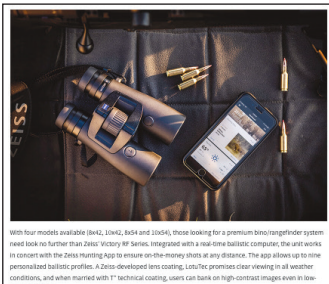 ZEISS
With four models available (8x42, 10x42, 8x54 and 10x54), those looking for a premium bino/rangefinder system
need look no further than Zeiss' Victory RF Series. Integrated with a real-time ballistic computer, the unit works
in concert with the Zeiss Hunting App to ensure on-the-money shots at any distance. The app allows up to nine
personalized ballistic profiles. A Zeiss-developed lens coating, LotuTec promises clear viewing in all weather
conditions, and when married with T* technical coating, users can bank on high-contrast images even in low-